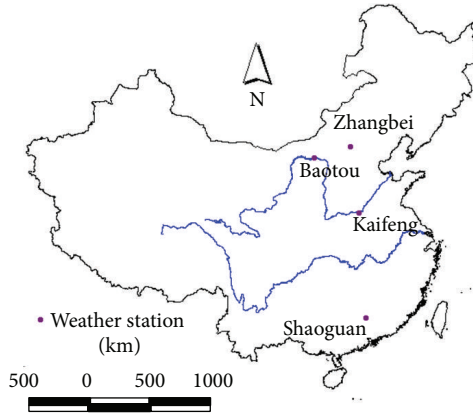 Zhangbei
N
Baotou
Kaifeng
Weather station
(km)
Shaoguan
500 0 500 1000